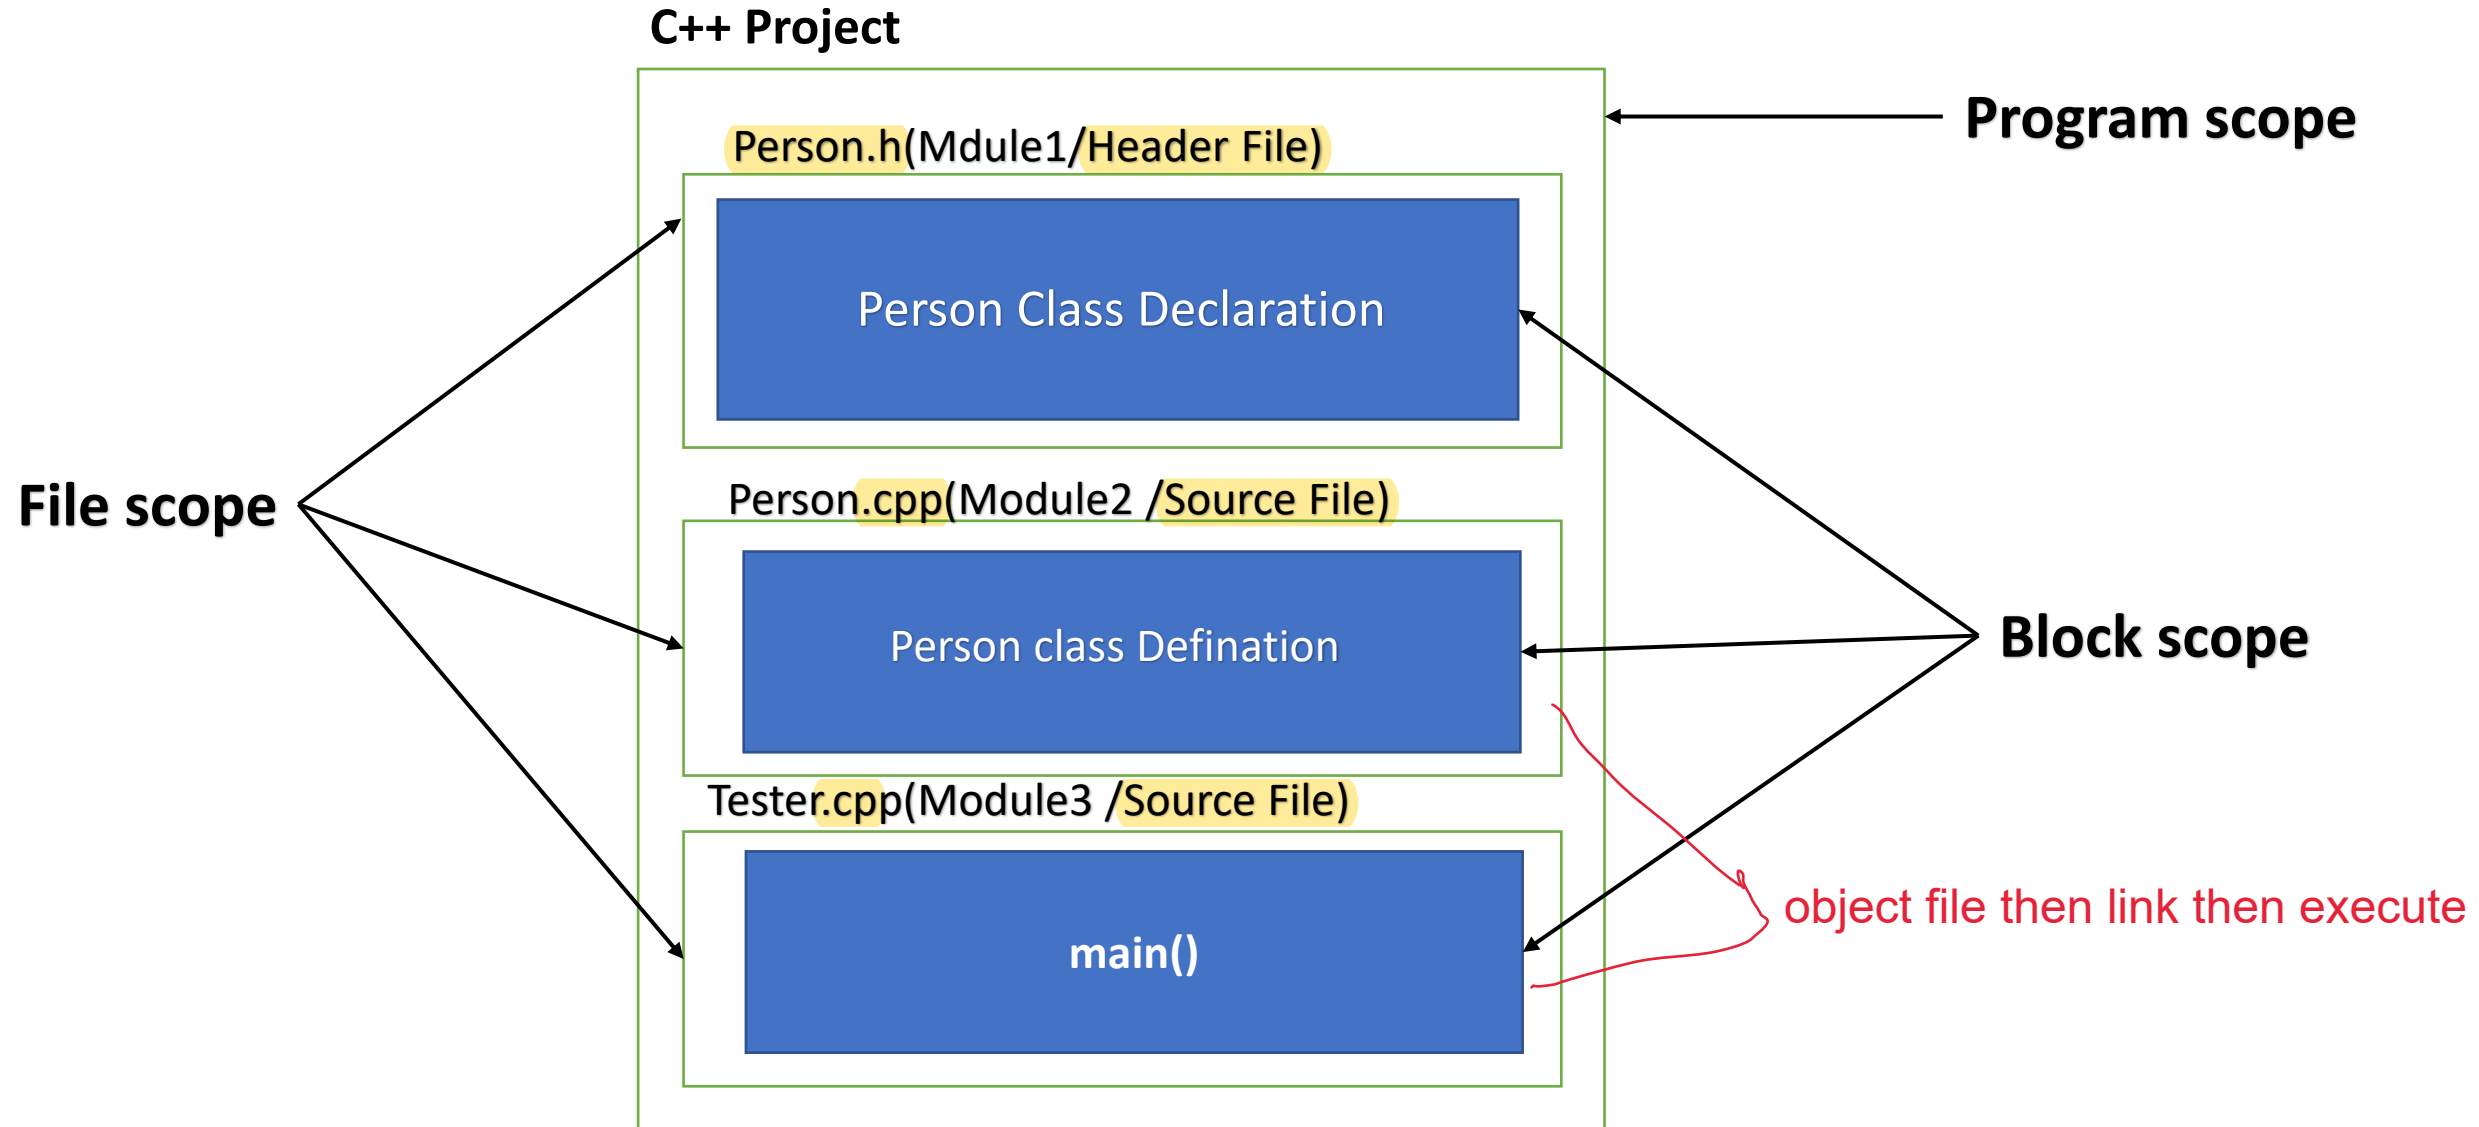 C++ Project
Program scope
Person.h(Mdule1/Header File)
Person Class Declaration
File scope
Person.cpp(Module2 /Source File)
Person class Defination
Block scope
Tester.cpp(Module3 /Source File)
object file then link then execute
main()